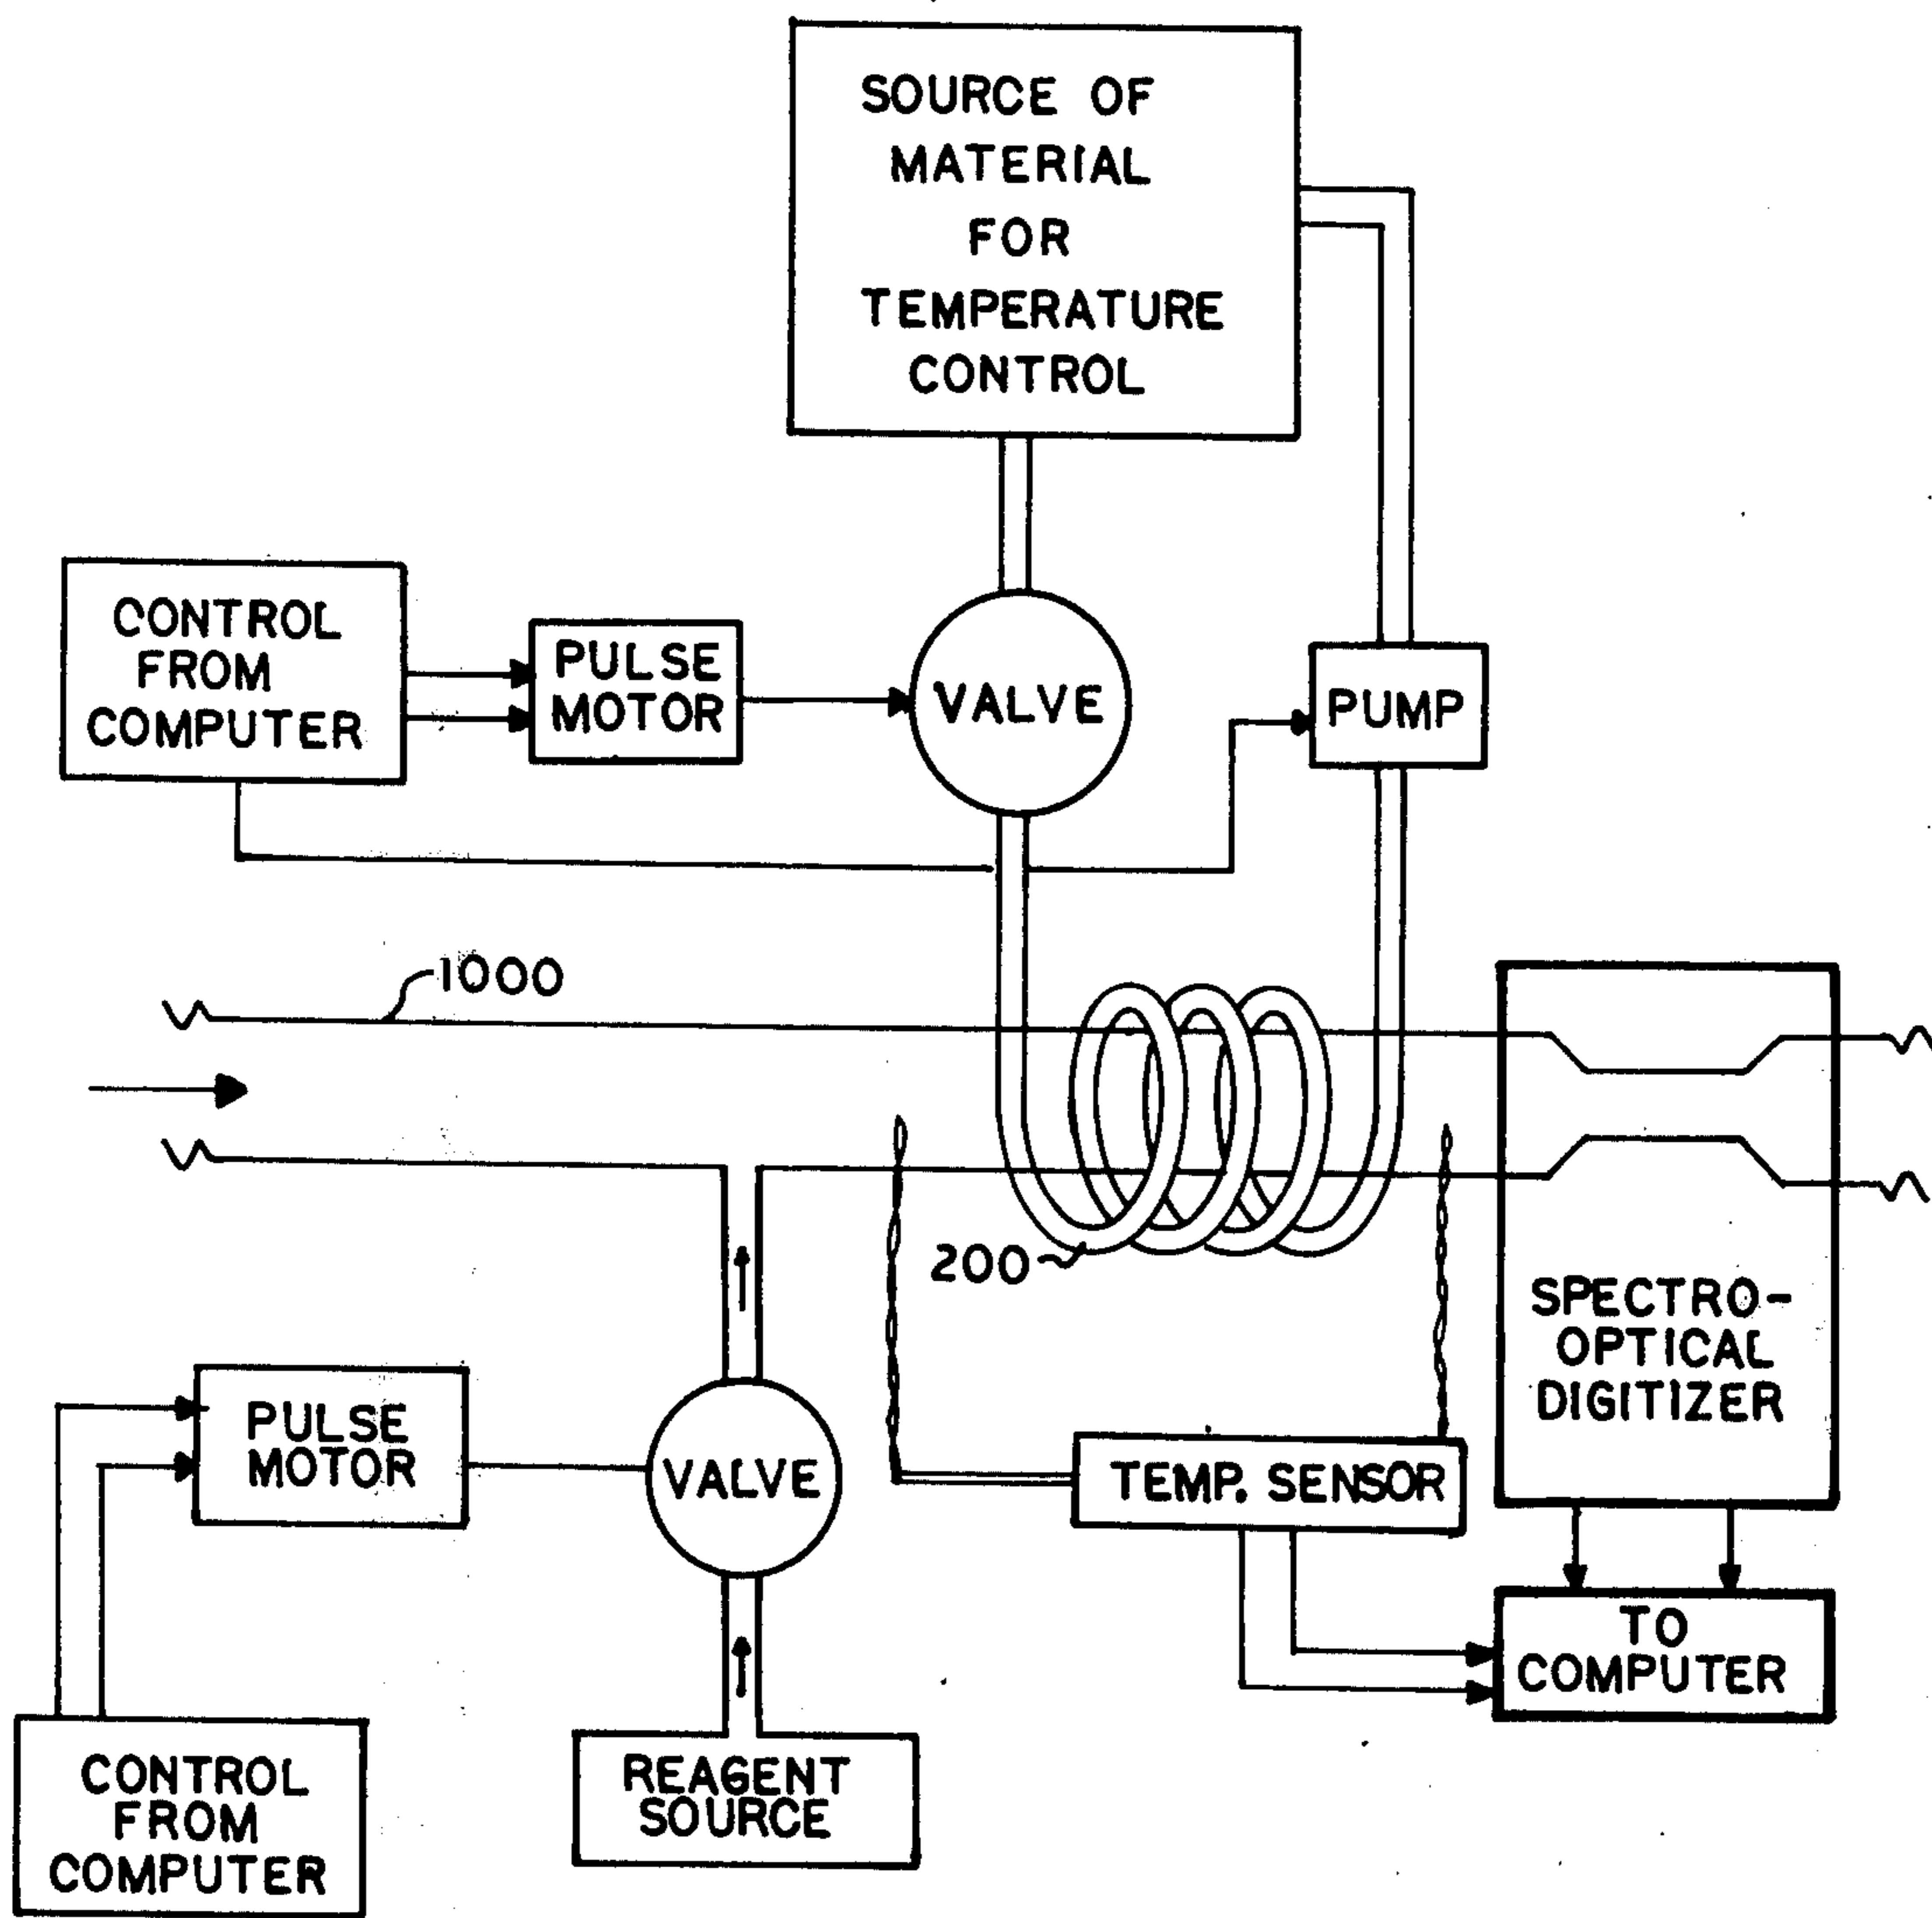 SOURCE OF
MATERIAL
FOR
TEMPERATURE
CONTROL
CONTROL
FROM
COMPUTER
PULSE
MOTOR
VALVE
PUMP
1000
200
SPECTRO-
OPTICAL
DIGITIZER
PULSE
MOTOR
VALVE
TEMP. SENSOR
TO
COMPUTER
CONTROL
FROM
COMPUTER
REAGENT
SOURCE